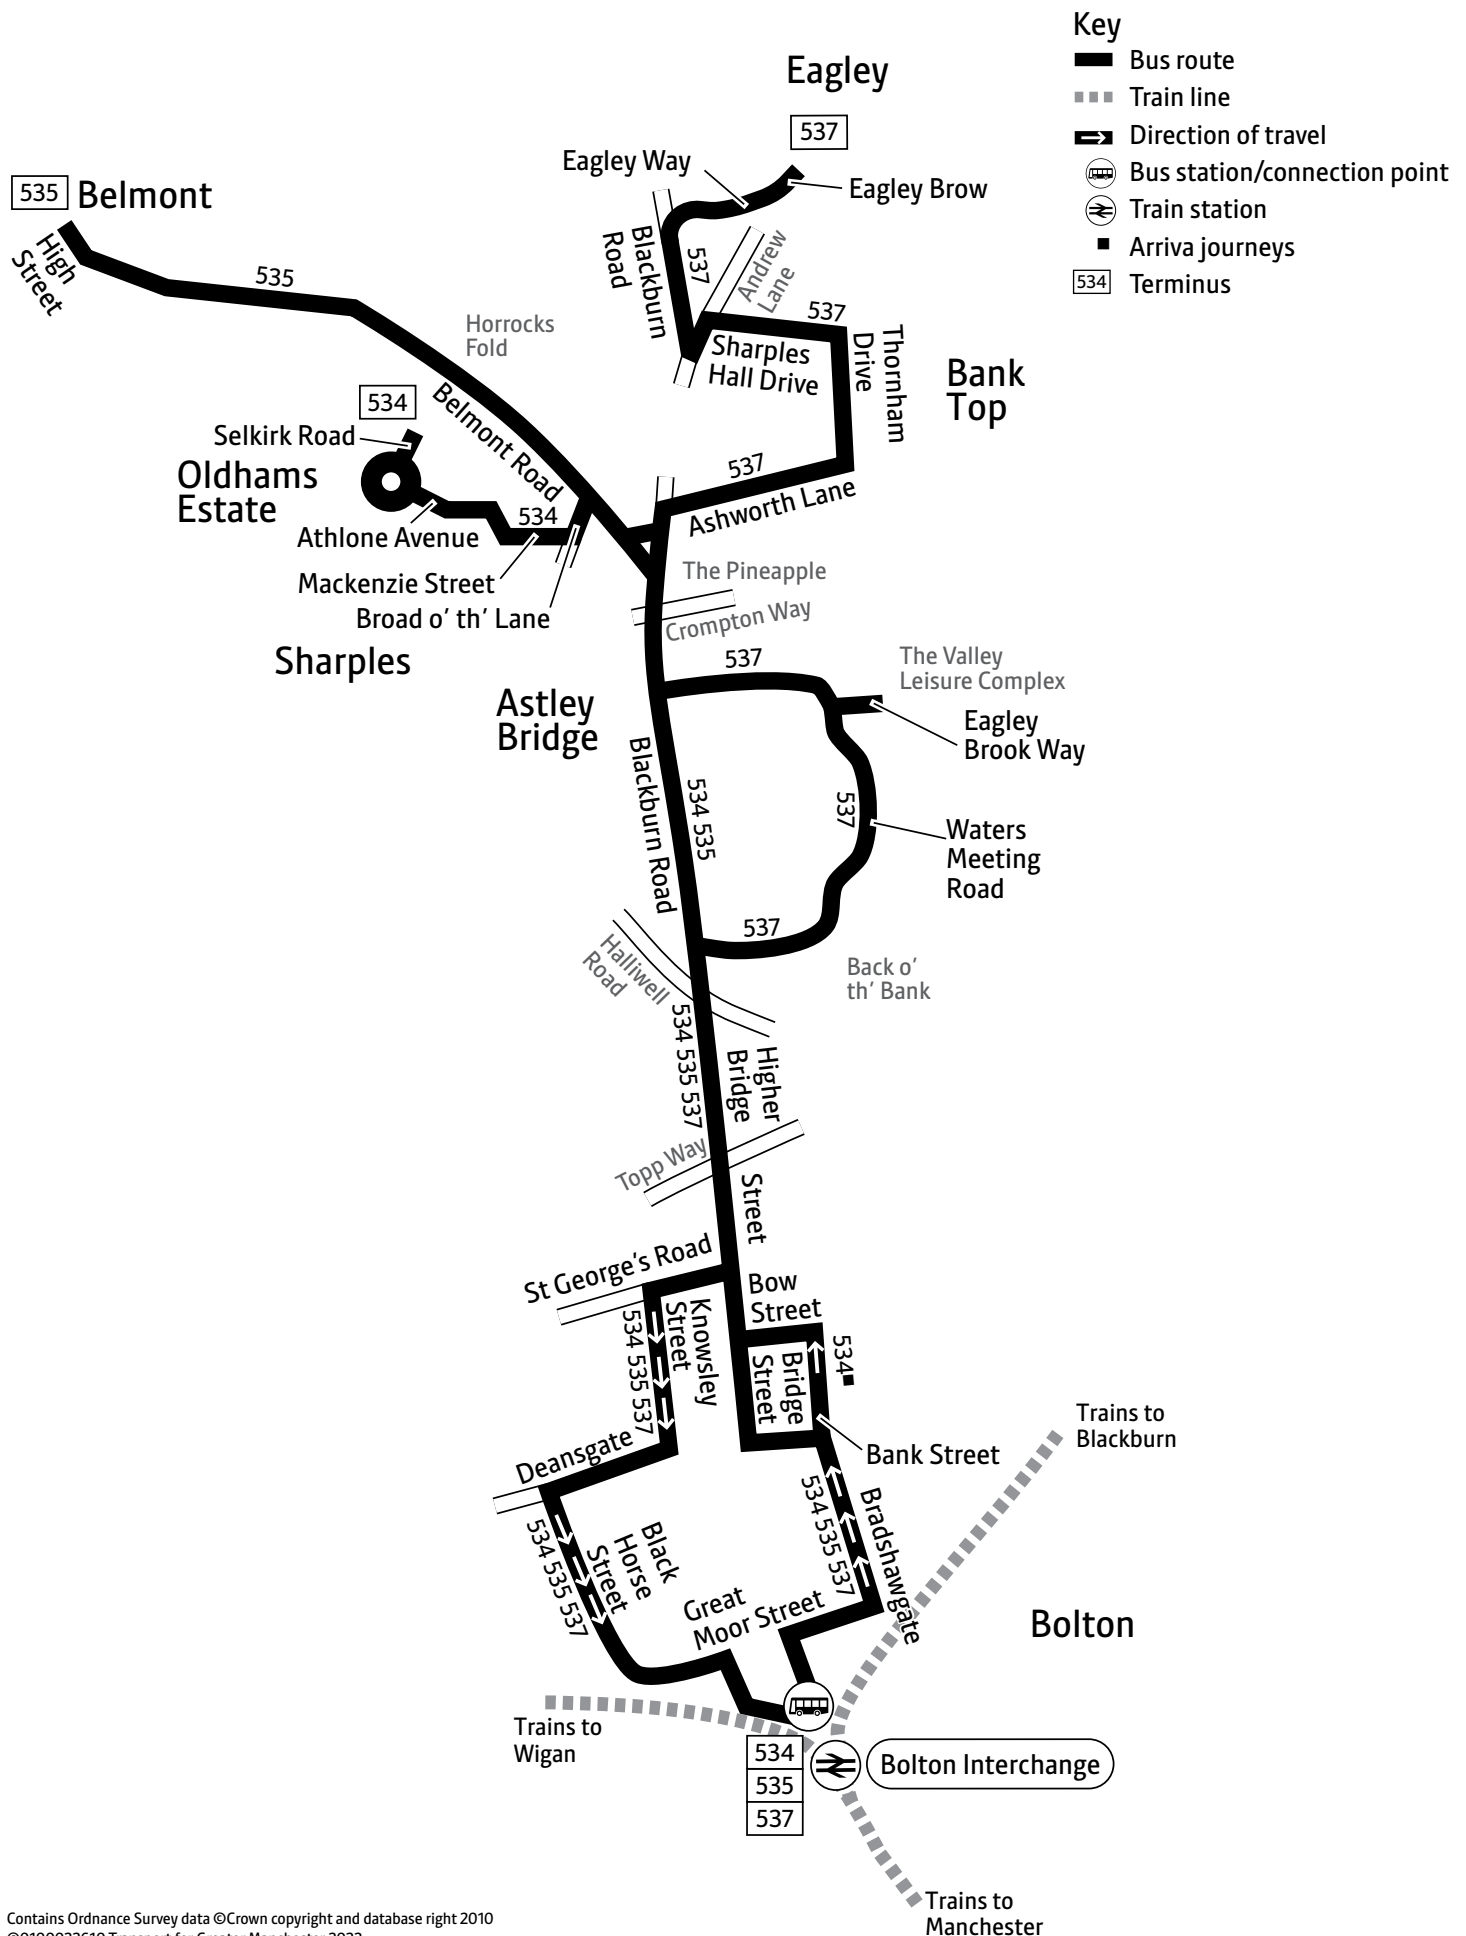 Key
Bus route
Train line
Direction of travel
Bus station/connection point
Train station
Arriva journeys
534 Terminus
Eagley
537
Eagley Way
Eagley Brow
535 Belmont
High
Street
535
Blackburn
Road
537
Andrew
Lane
537
Sharples
Hall Drive
Thornham
Drive
Bank
Top
Horrocks
Fold
534
Belmont Road
Selkirk Road
Oldhams
Estate
534
Athlone Avenue
Mackenzie Street
Broad o' th' Lane
537
Ashworth Lane
The Pineapple
Crompton Way
Sharples
Astley
Bridge
537
The Valley
Leisure Complex
Eagley
Brook Way
Blackburn Road
534 535
537
Waters
Meeting
Road
537
Halliwell
Road
Back o'
th' Bank
534 535 537
Higher
Bridge
Topp Way
Street
St George's Road
Bow
Street
Knowsley
Street
534 535 537
Bridge
Street
534
Deansgate
Bank Street
Trains to
Blackburn
534 535 537
Black
Horse
Street
534 535 537
Bradshawgate
Great
Moor Street
Bolton
Trains to
Wigan
534
535
537
Bolton Interchange
Trains to
Manchester
Contains Ordnance Survey data ©Crown copyright and database right 2010